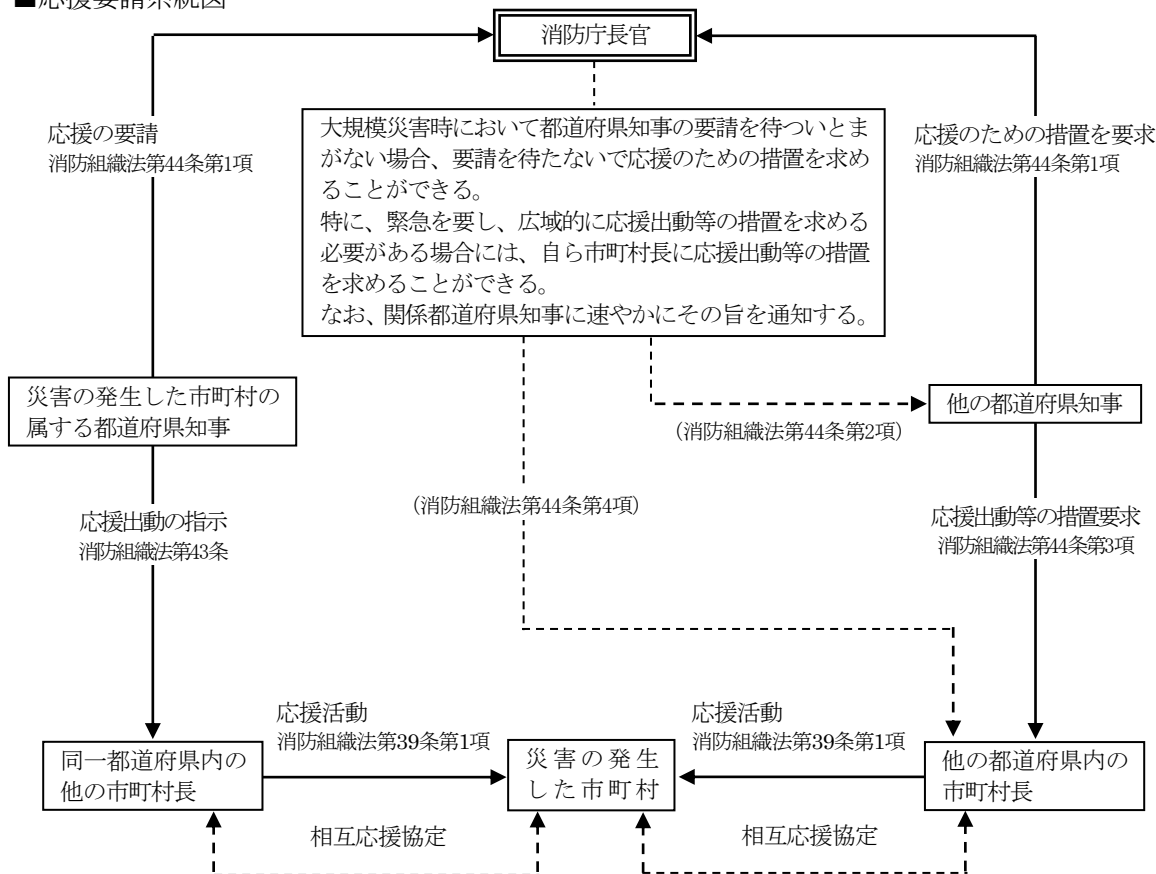 ■応援要請系統図
消防庁長官
応援の要請
消防組織法第44条第1項
大規模災害時において都道府県知事の要請を待ついとま
がない場合、要請を待たないで応援のための措置を求め
ることができる。
特に、緊急を要し、広域的に応援出動等の措置を求める
必要がある場合には、自ら市町村長に応援出動等の措置
を求めることができる。
なお、関係都道府県知事に速やかにその旨を通知する。
応援のための措置を要求
消防組織法第44条第1項
災害の発生した市町村の
属する都道府県知事
他の都道府県知事
(消防組織法第44条第2項)
(消防組織法第44条第4項)
応援出動の指示
消防組織法第43条
応援出動等の措置要求
消防組織法第44条第3項
応援活動
消防組織法第39条第1項
応援活動
消防組織法第39条第1項
同一都道府県内の
他の市町村長
災害の発生
した市町村
他の都道府県内の
市町村長
相互応援協定
相互応援協定